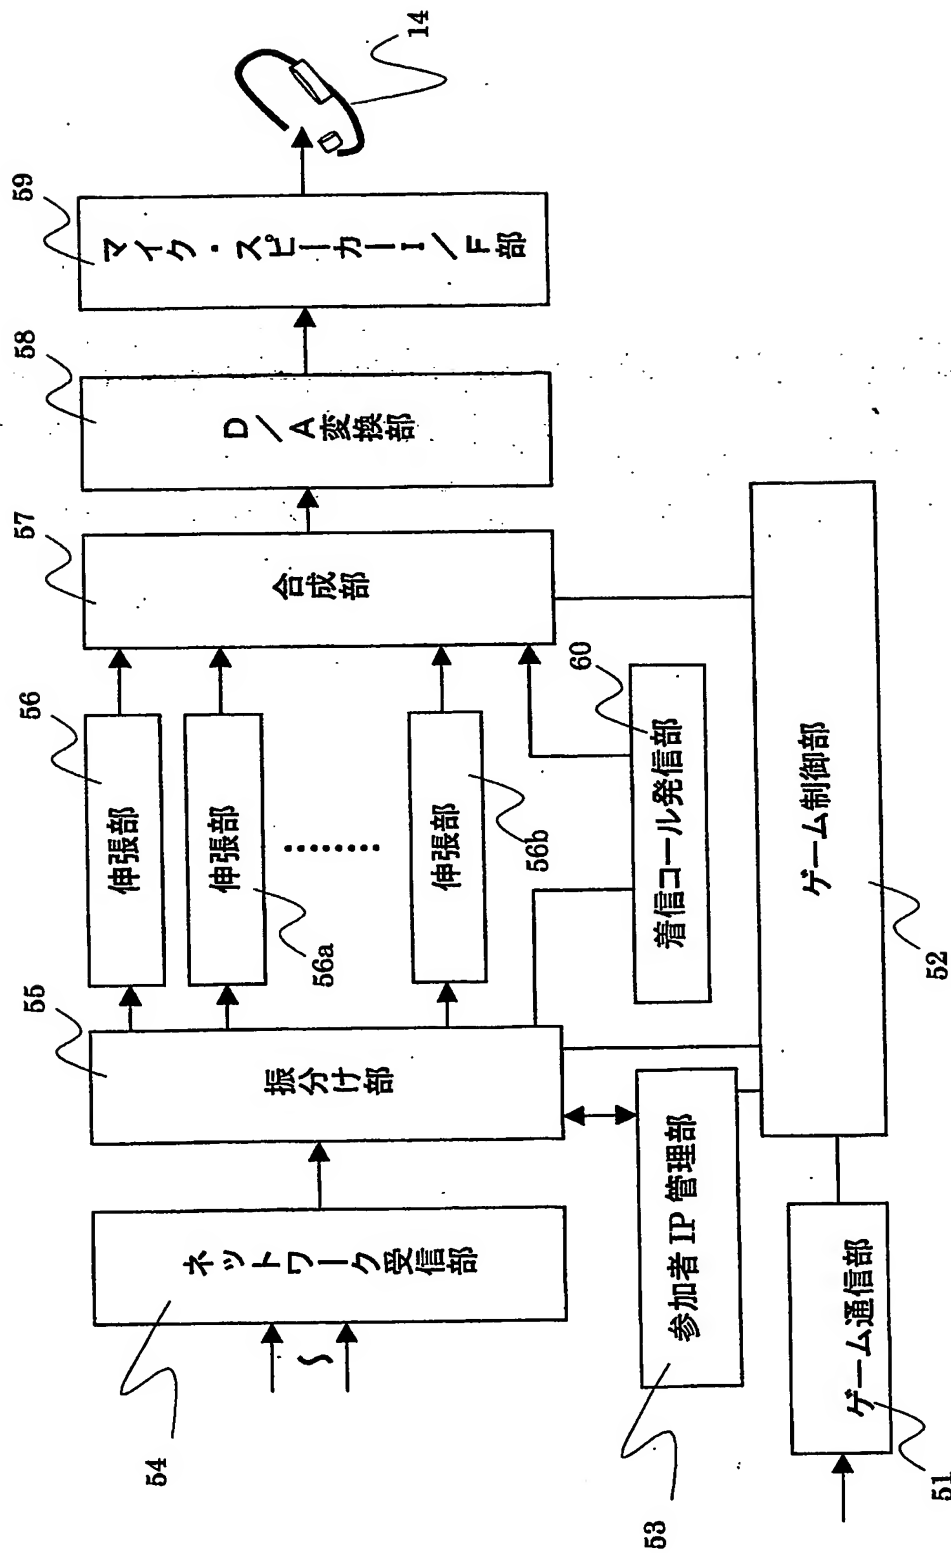 54
ネットワーク受信部
55
振分け部
56
伸張部
56a
伸張部
56b
伸張部
57
合成部
58
D/A変換部
59
マイク・スピーカーI/F部
14
53
参加者IP管理部
60
着信コール発信部
51
ゲーム通信部
52
ゲーム制御部